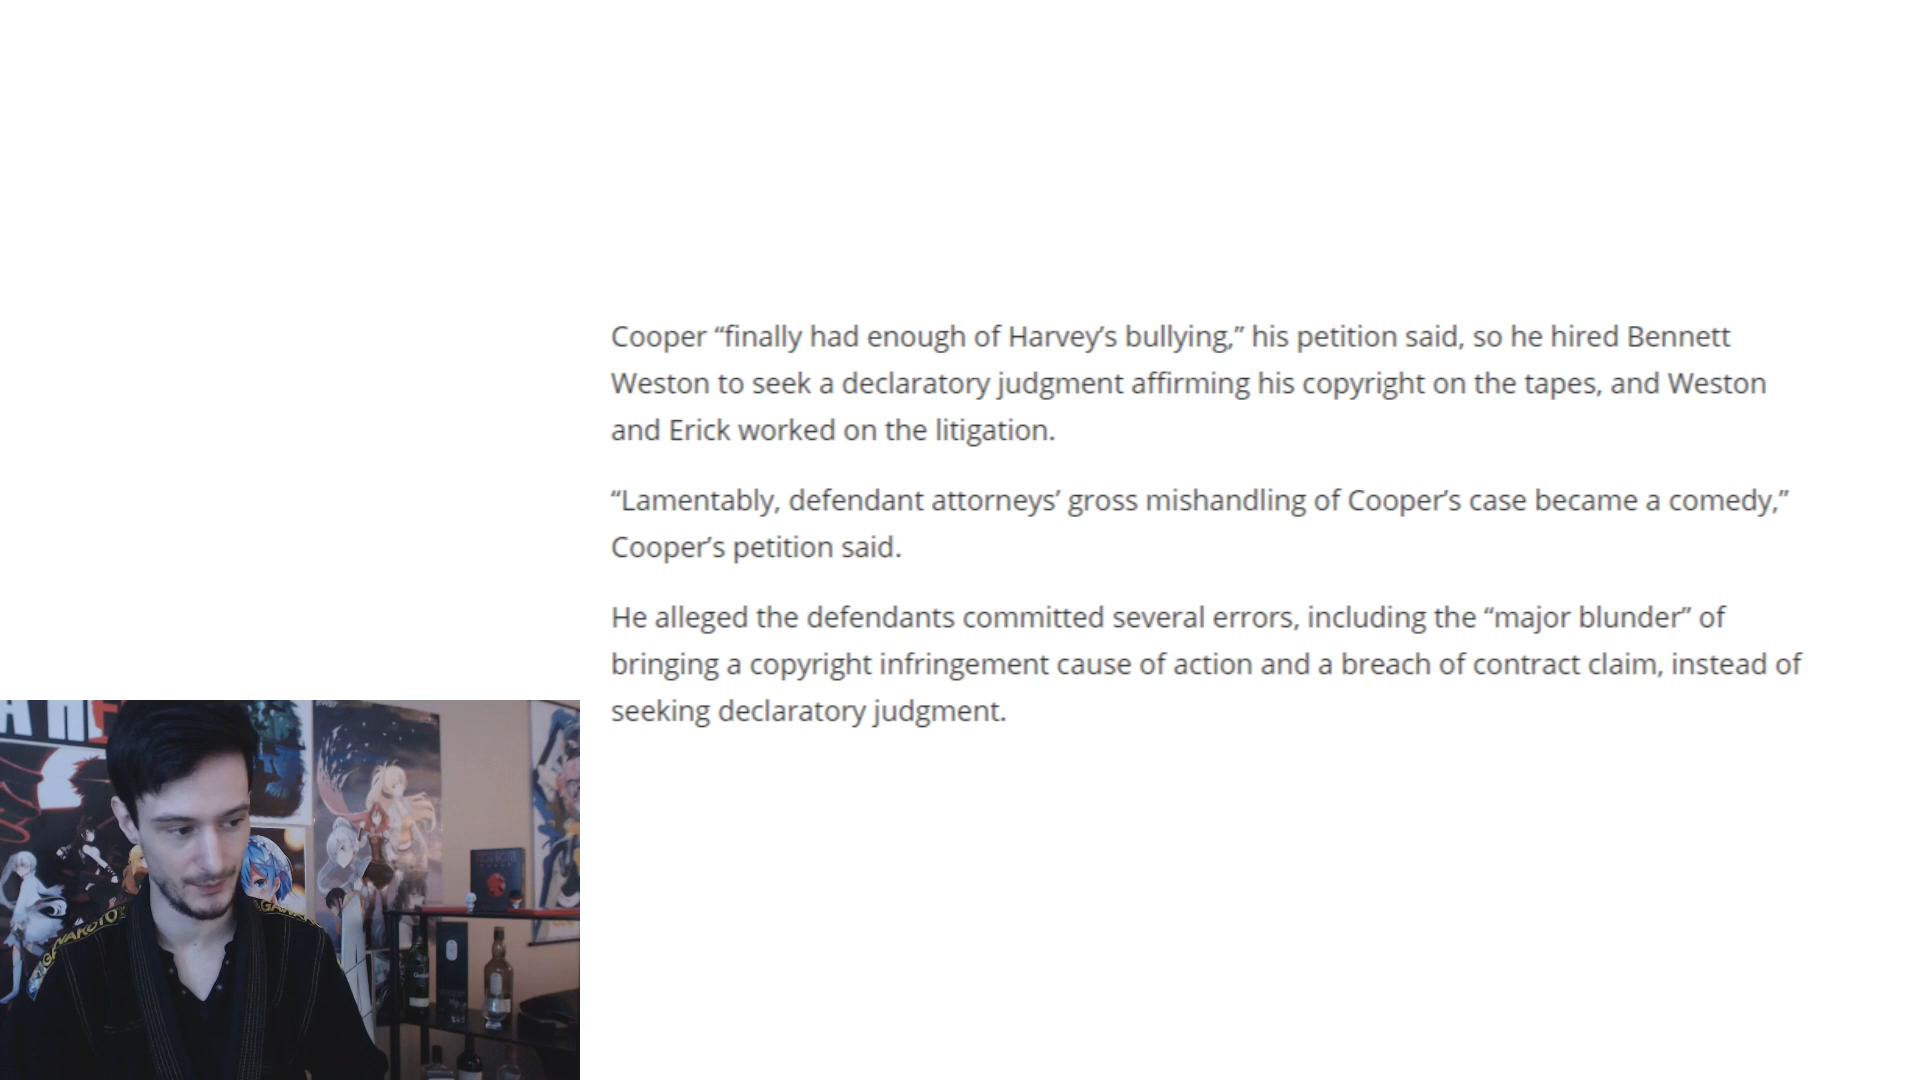 Cooper “finally had enough of Harvey’s bullying,” his petition said, so he hired Bennett
Weston to seek a declaratory judgment affirming his copyright on the tapes, and Weston
and Erick worked on the litigation.
“Lamentably, defendant attorneys’ gross mishandling of Cooper’s case became a comedy,”
Cooper’s petition said.
He alleged the defendants committed several errors, including the “major blunder” of
bringing a copyright infringement cause of action and a breach of contract claim, instead of
seeking declaratory judgment.